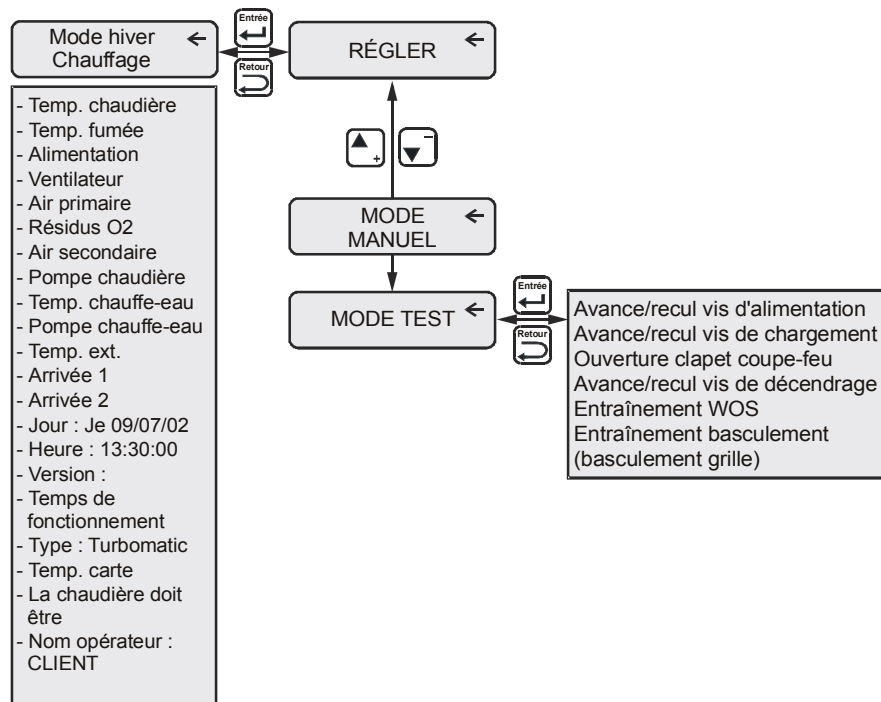 Mode hiver
Chauffage
Entrée
Retour
RÉGLER
- Temp. chaudière
- Temp. fumée
- Alimentation
- Ventilateur
- Air primaire
- Résidus O2
- Air secondaire
- Pompe chaudière
- Temp. chauffe-eau
- Pompe chauffe-eau
- Temp. ext.
- Arrivée 1
- Arrivée 2
- Jour : Je 09/07/02
- Heure : 13:30:00
- Version :
- Temps de
fonctionnement
- Type : Turbomatic
- Temp. carte
- La chaudière doit
être
- Nom opérateur :
CLIENT
+
−
MODE
MANUEL
MODE TEST
Entrée
Retour
Avance/recul vis d'alimentation
Avance/recul vis de chargement
Ouverture clapet coupe-feu
Avance/recul vis de décendrage
Entraînement WOS
Entraînement basculement
(basculement grille)